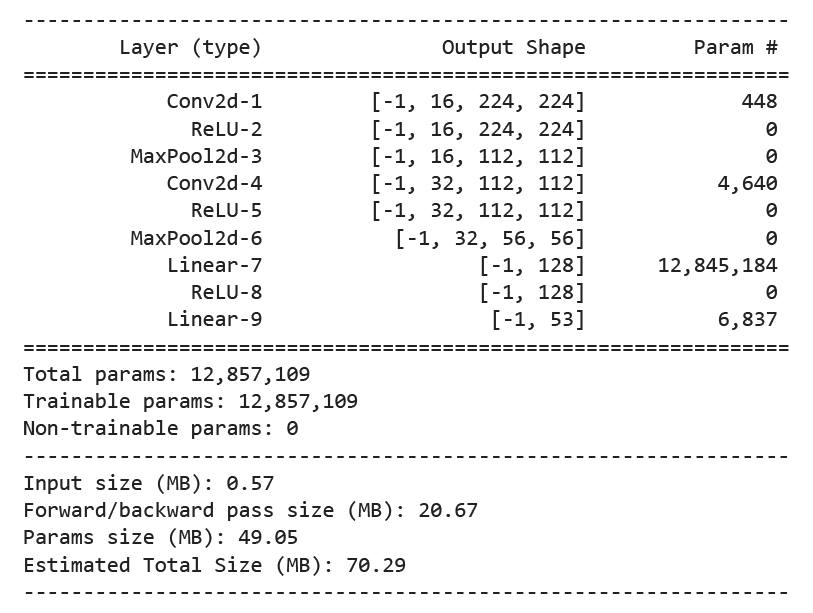 ----------------------------------------------------------------
        Layer (type)               Output Shape         Param #
================================================================
            Conv2d-1         [-1, 16, 224, 224]             448
              ReLU-2         [-1, 16, 224, 224]               0
         MaxPool2d-3         [-1, 16, 112, 112]               0
            Conv2d-4         [-1, 32, 112, 112]           4,640
              ReLU-5         [-1, 32, 112, 112]               0
         MaxPool2d-6           [-1, 32, 56, 56]               0
            Linear-7                  [-1, 128]      12,845,184
              ReLU-8                  [-1, 128]               0
            Linear-9                   [-1, 53]           6,837
================================================================
Total params: 12,857,109
Trainable params: 12,857,109
Non-trainable params: 0
----------------------------------------------------------------
Input size (MB): 0.57
Forward/backward pass size (MB): 20.67
Params size (MB): 49.05
Estimated Total Size (MB): 70.29
----------------------------------------------------------------